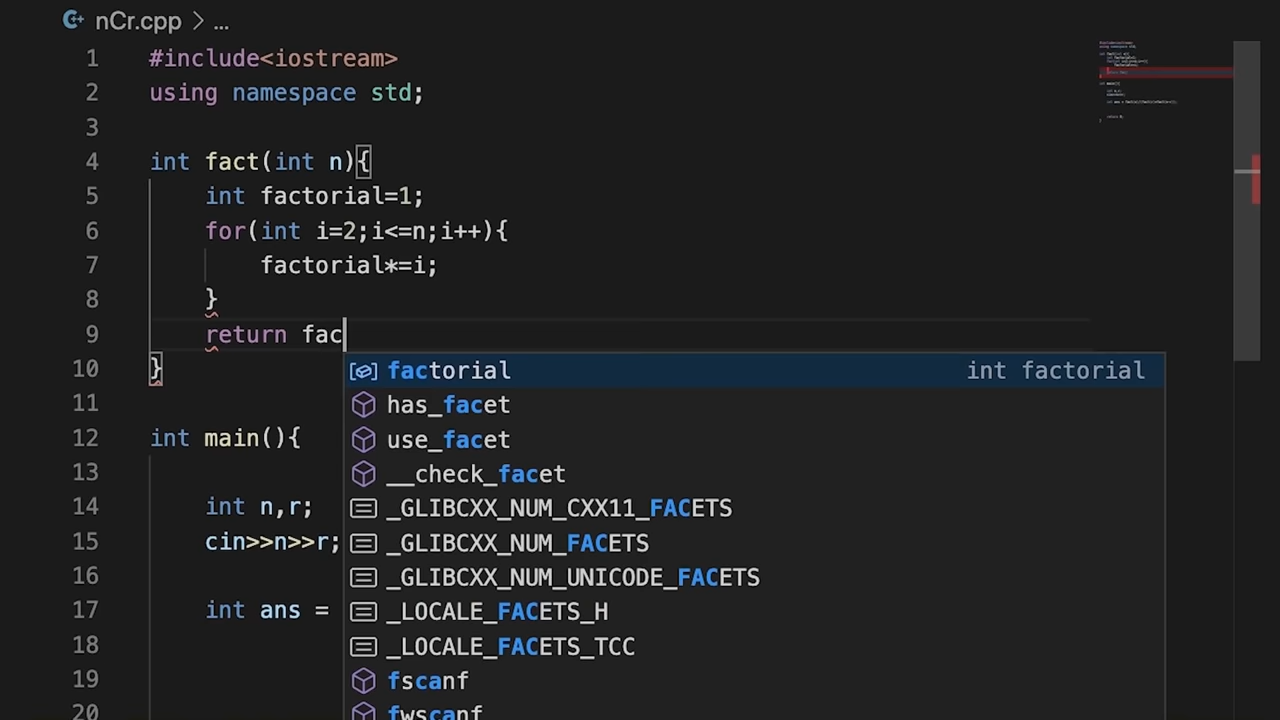 nCr.cpp > ...
1 #include<iostream>
2 using namespace std;
3
4 int fact(int n){
5 int factorial=1;
6 for(int i=2;i<=n;i++){
7 factorial*=i;
8 }
9 return fac
10 }
factorial int factorial
11 has_facet
12 int main(){ use_facet
13 __check_facet
14 int n,r; _GLIBCXX_NUM_CXX11_FACETS
15 cin>>n>>r; _GLIBCXX_NUM_FACETS
16 _GLIBCXX_NUM_UNICODE_FACETS
17 int ans = _LOCALE_FACETS_H
18 _LOCALE_FACETS_TCC
19 fscanf
20 fwscanf